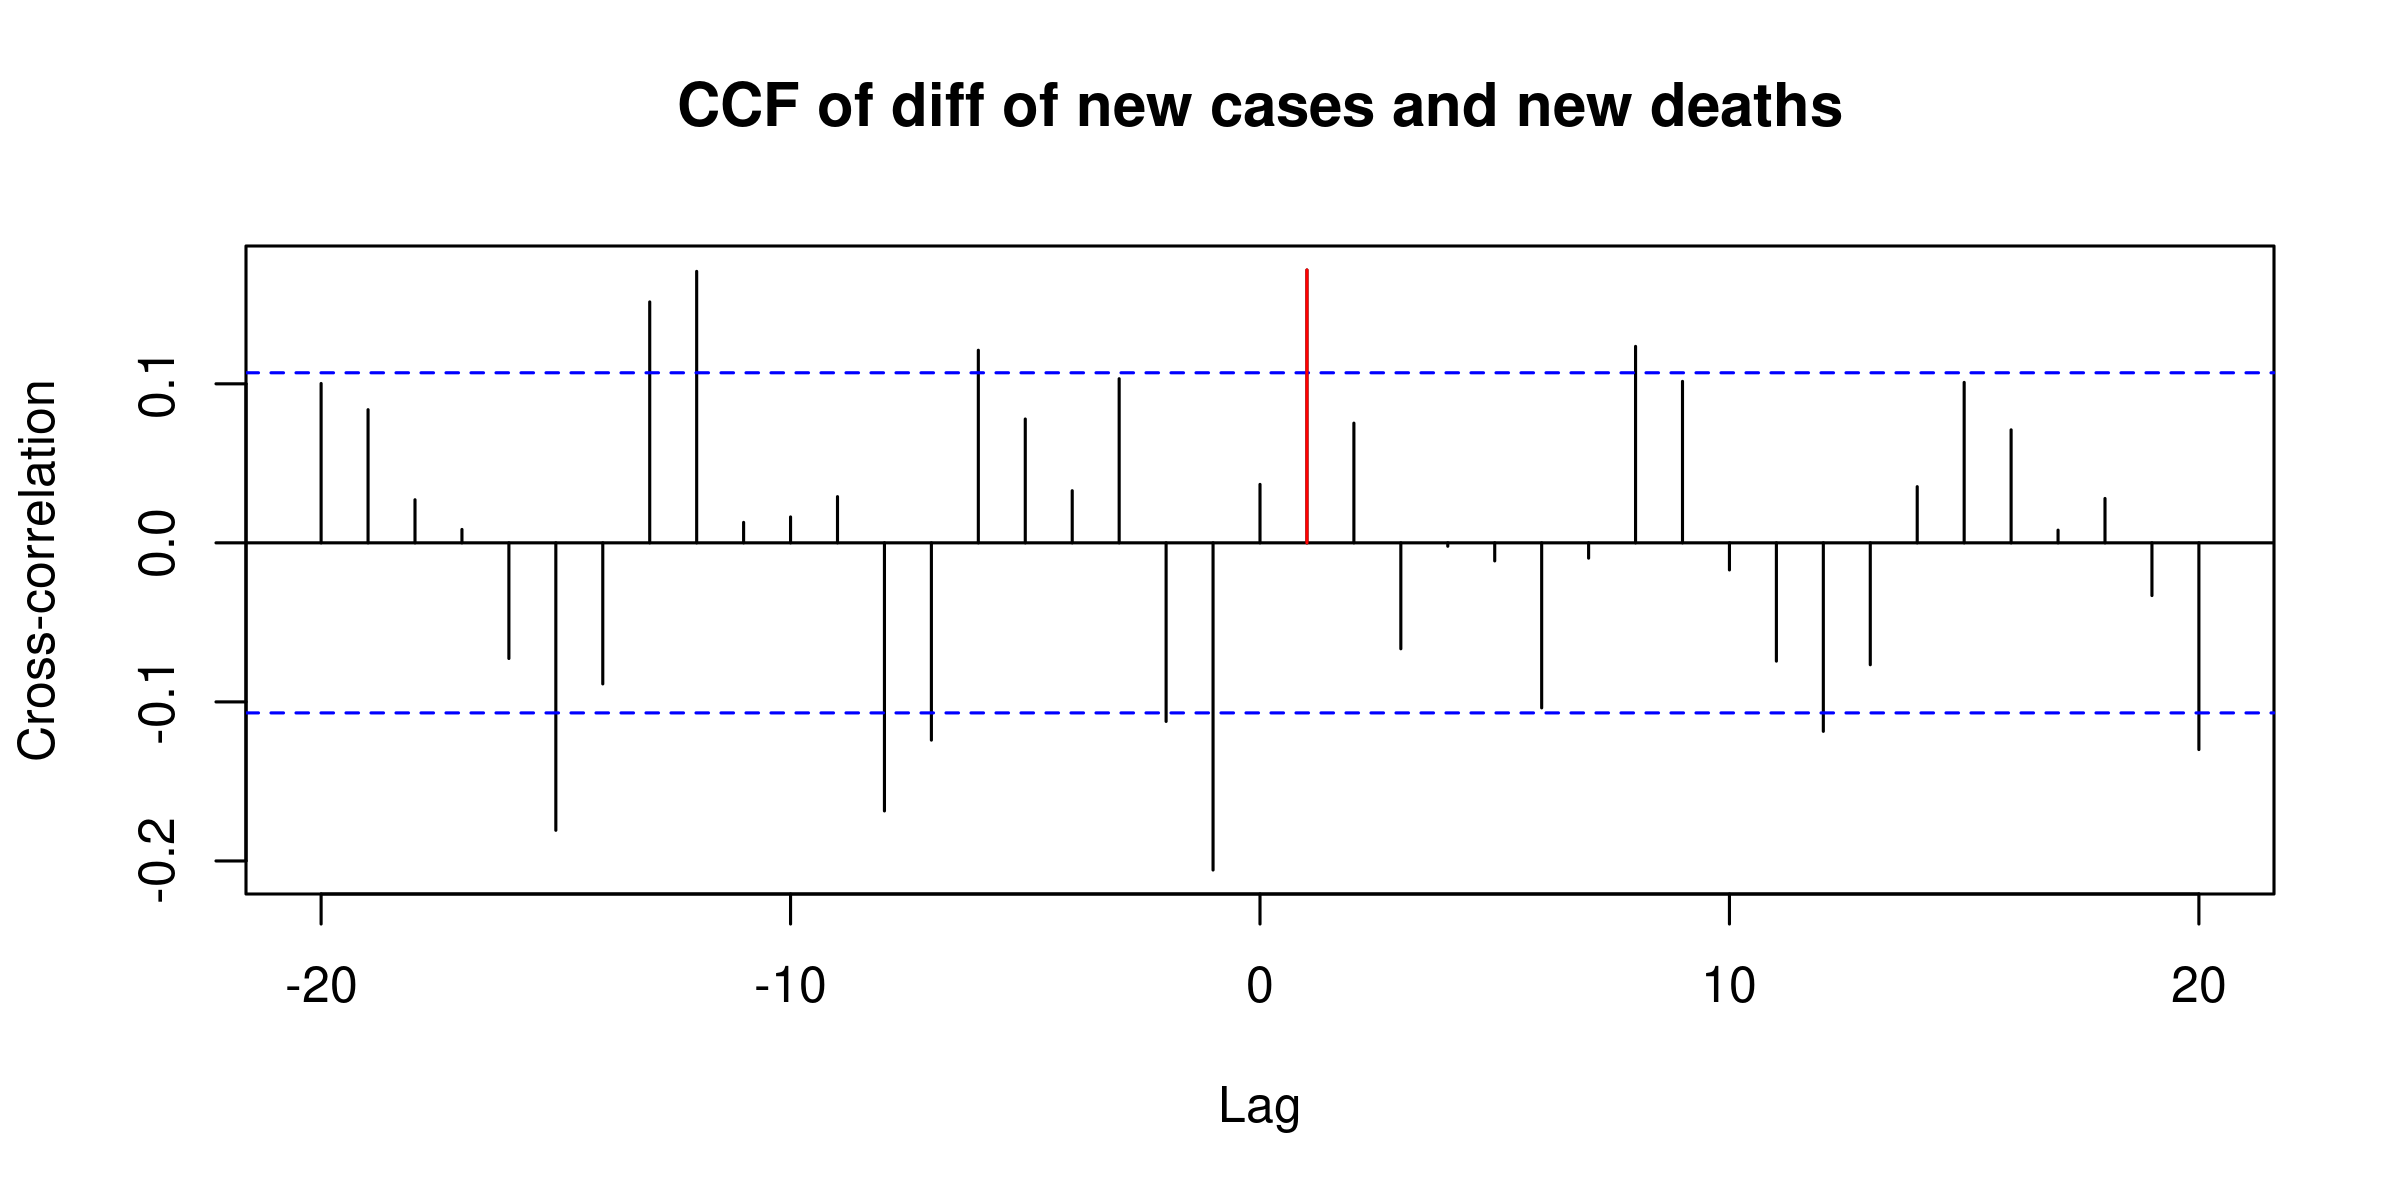 CCF of diff of new cases and new deaths
Cross-correlation
0.1
0.0
-0.1
-0.2
-20 -10 0 10 20
Lag